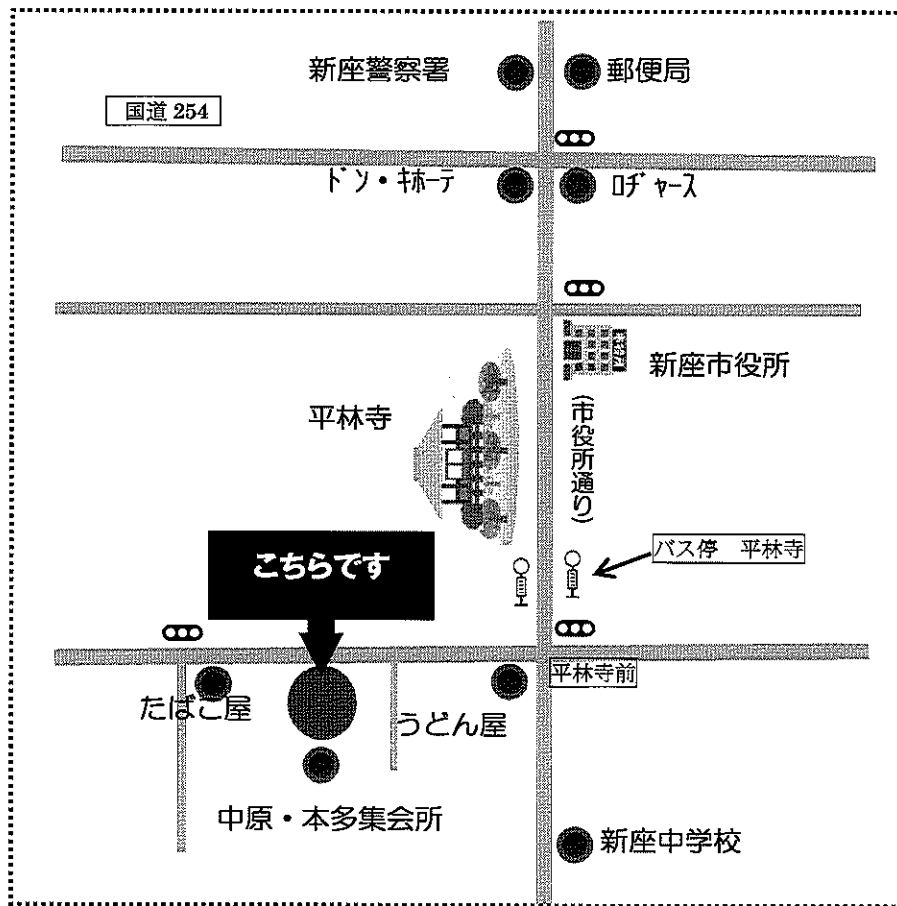 新座警察署
郵便局
国道254
ﾄﾞﾝ・ｷﾎｰﾃ
ﾛﾁﾞｬｰｽ
新座市役所
平林寺
(市役所通り)
こちらです
バス停　平林寺
平林寺前
たばこ屋
うどん屋
中原・本多集会所
新座中学校